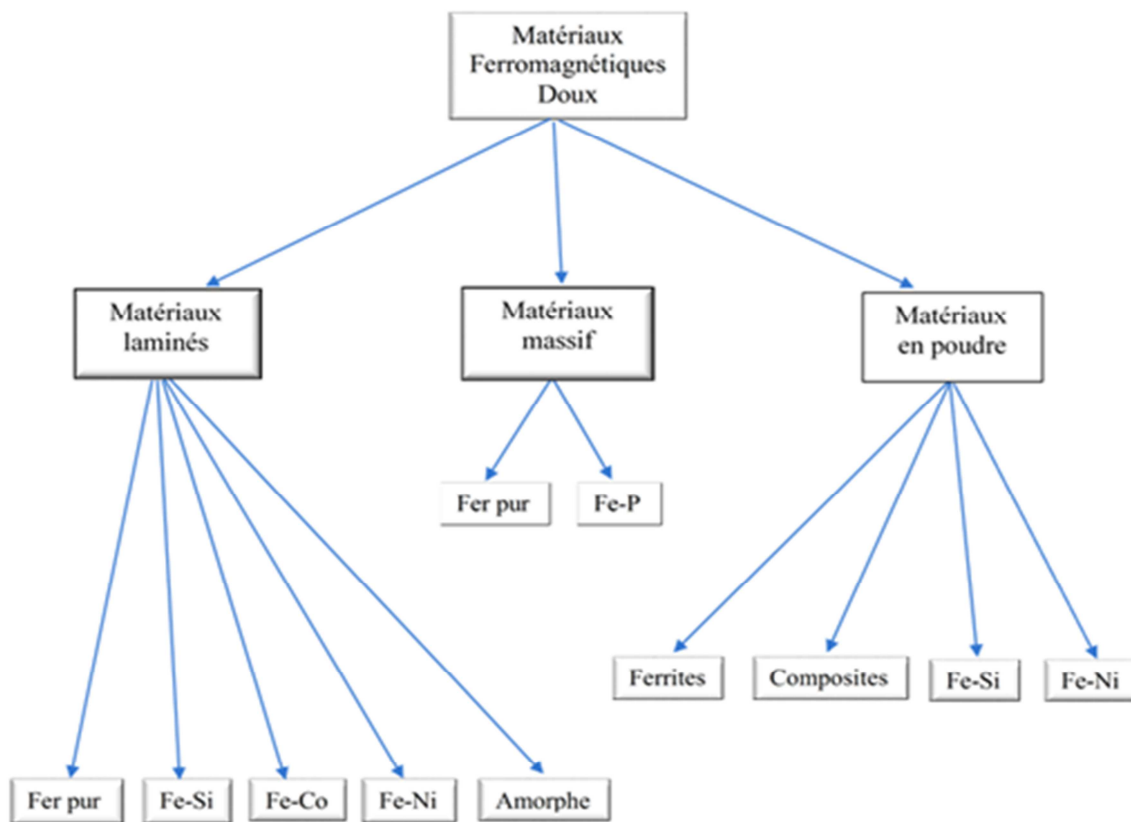 Matériaux
Ferromagnétiques
Doux
Matériaux
laminés
Matériaux
massif
Matériaux
en poudre
Fer pur
Fe-P
Ferrites
Composites
Fe-Si
Fe-Ni
Fer pur
Fe-Si
Fe-Co
Fe-Ni
Amorphe